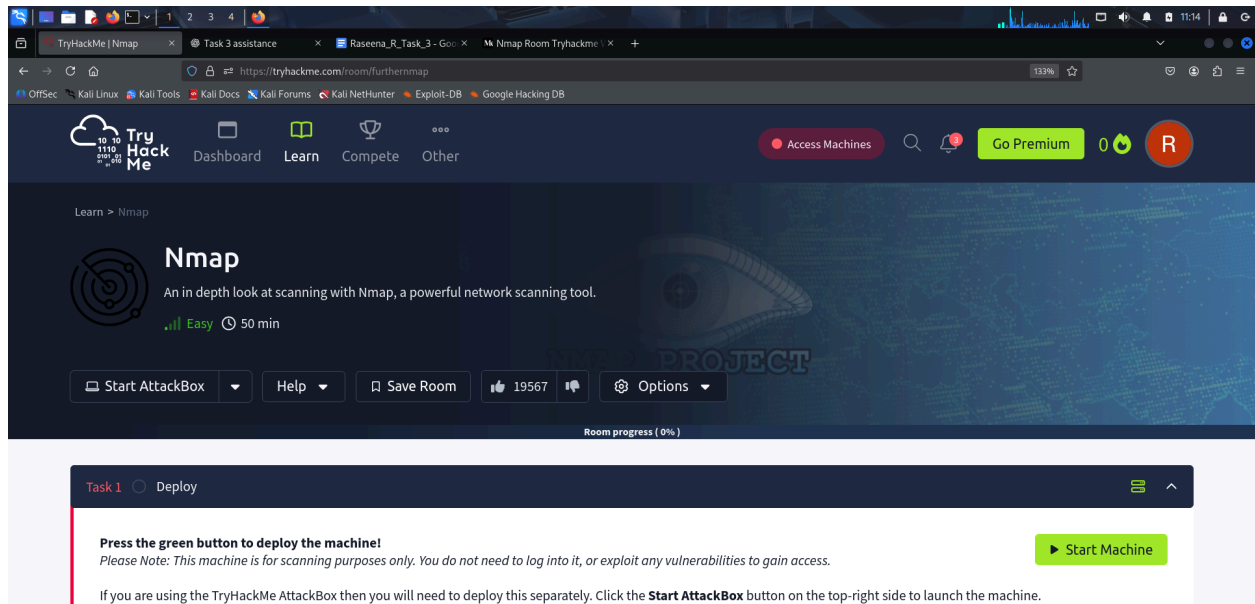 1 2 3 4 11:14 G
TryHackMe | Nmap × Task 3 assistance × Raseena_R_Task_3 - Goo × Nmap Room Tryhackme × +
https://tryhackme.com/room/furthernmap 133%
OffSec Kali Linux Kali Tools Kali Docs Kali Forums Kali NetHunter Exploit-DB Google Hacking DB
Try Hack Me
Dashboard Learn Compete Other Access Machines 3 Go Premium 0 R
Learn > Nmap
Nmap
An in depth look at scanning with Nmap, a powerful network scanning tool.
Easy 50 min
NMAP PROJECT
Start AttackBox Help Save Room 19567 Options
Room progress ( 0% )
Task 1 Deploy
Press the green button to deploy the machine!
Please Note: This machine is for scanning purposes only. You do not need to log into it, or exploit any vulnerabilities to gain access.
Start Machine
If you are using the TryHackMe AttackBox then you will need to deploy this separately. Click the Start AttackBox button on the top-right side to launch the machine.